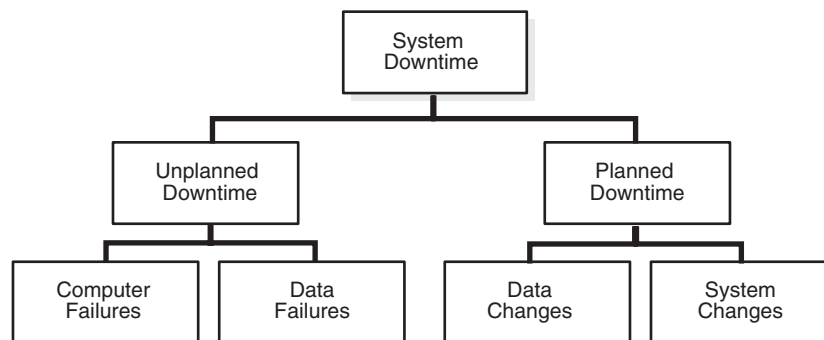 System
Downtime
Unplanned
Downtime
Planned
Downtime
Computer
Failures
Data
Failures
Data
Changes
System
Changes